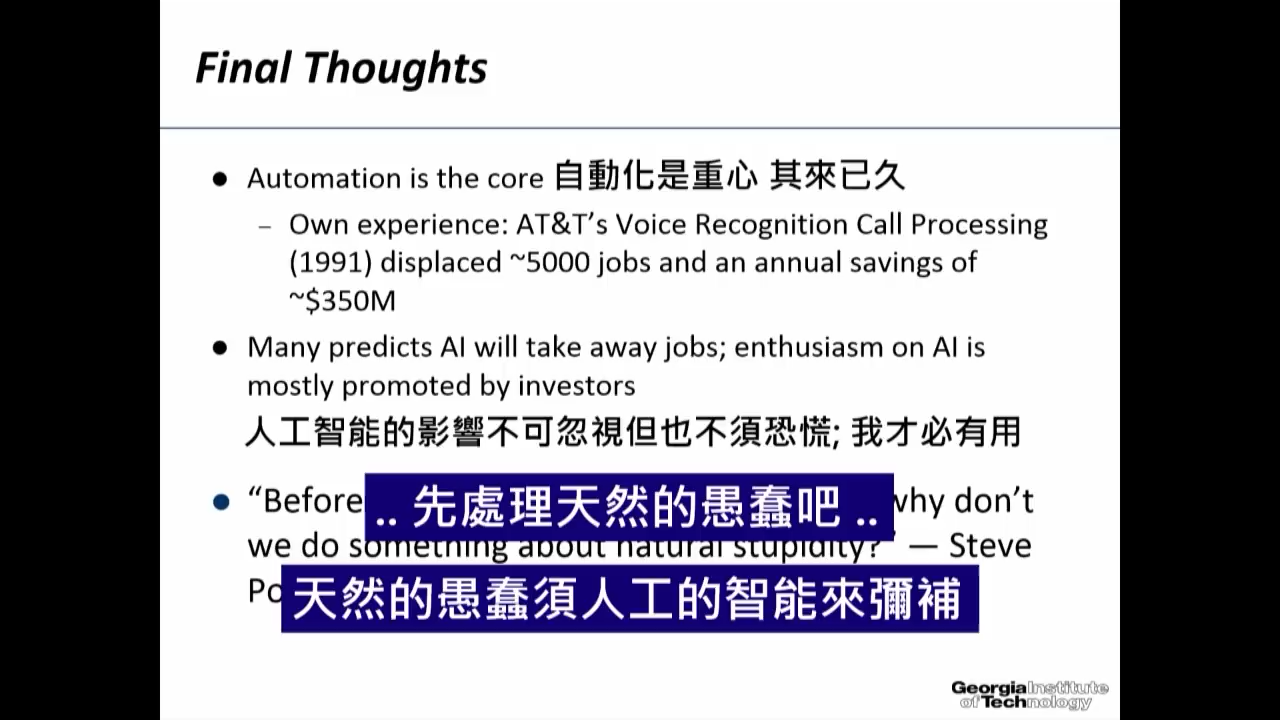 Final Thoughts
● Automation is the core 自動化是重心 其來已久
– Own experience: AT&T’s Voice Recognition Call Processing
(1991) displaced ~5000 jobs and an annual savings of
~$350M
● Many predicts AI will take away jobs; enthusiasm on AI is
mostly promoted by investors
人工智能的影響不可忽視但也不須恐慌; 我才必有用
● “Before why don’t
.. 先處理天然的愚蠢吧 ..
we do something about natural stupidity?” — Steve
天然的愚蠢須人工的智能來彌補
Georgia Institute
of Technology